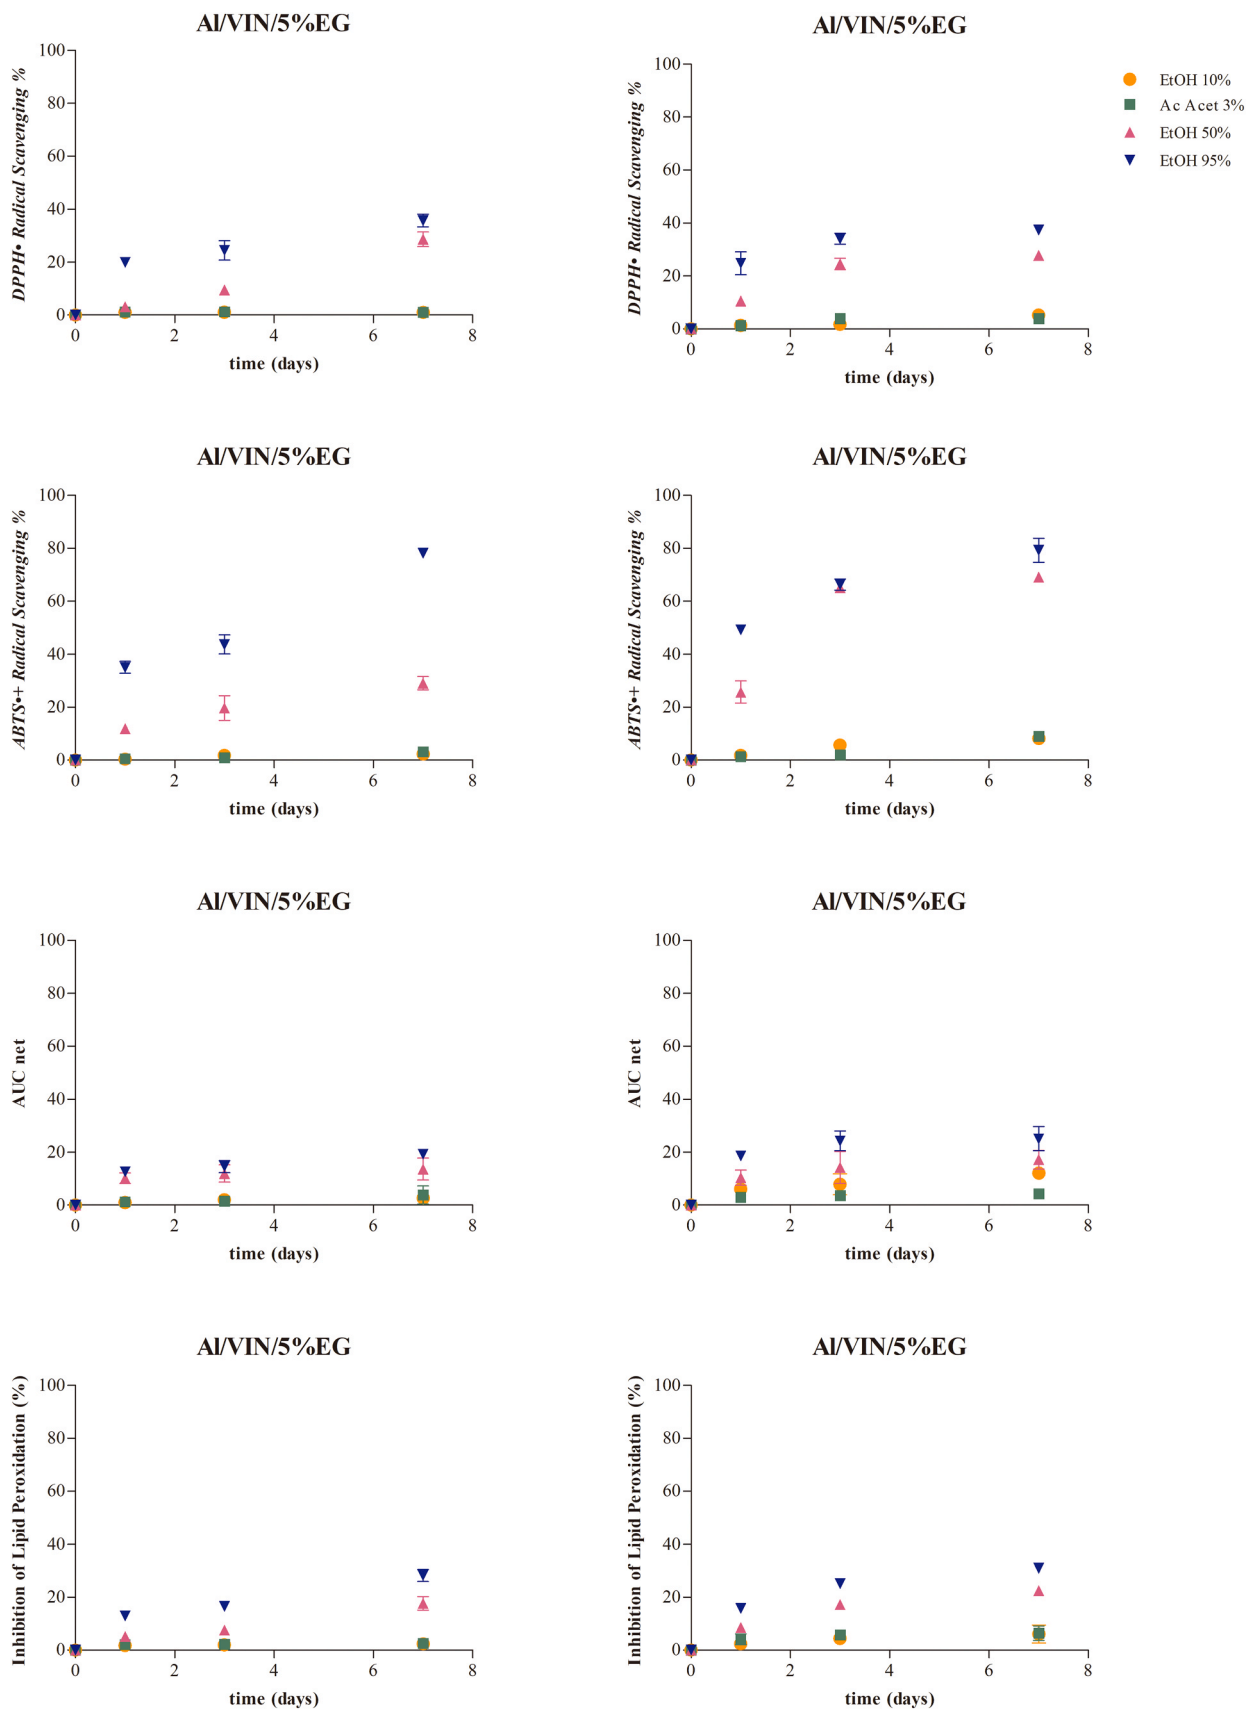 Al/VIN/5%EG
DPPH• Radical Scavenging %
100
80
60
40
20
0
0 2 4 6 8
time (days)
Al/VIN/5%EG
DPPH• Radical Scavenging %
100
80
60
40
20
0
0 2 4 6 8
time (days)
EtOH 10%
Ac Acet 3%
EtOH 50%
EtOH 95%
Al/VIN/5%EG
ABTS•+ Radical Scavenging %
100
80
60
40
20
0
0 2 4 6 8
time (days)
Al/VIN/5%EG
ABTS•+ Radical Scavenging %
100
80
60
40
20
0
0 2 4 6 8
time (days)
Al/VIN/5%EG
AUC net
100
80
60
40
20
0
0 2 4 6 8
time (days)
Al/VIN/5%EG
AUC net
100
80
60
40
20
0
0 2 4 6 8
time (days)
Al/VIN/5%EG
Inhibition of Lipid Peroxidation (%)
100
80
60
40
20
0
0 2 4 6 8
time (days)
Al/VIN/5%EG
Inhibition of Lipid Peroxidation (%)
100
80
60
40
20
0
0 2 4 6 8
time (days)